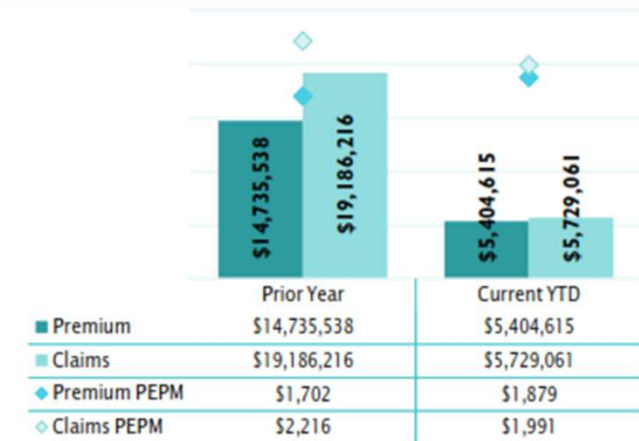 $14,735,538
$19,186,216
$5,404,615
$5,729,061
Prior Year Current YTD
Premium $14,735,538 $5,404,615
Claims $19,186,216 $5,729,061
Premium PEPM $1,702 $1,879
Claims PEPM $2,216 $1,991